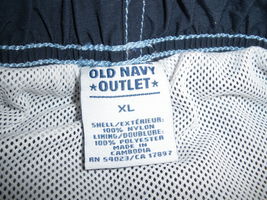 OLD NAVY
★OUTLET★
XL
SHELL/EXTÉRIEUR:
100% NYLON
LINING/DOUBLURE:
100% POLYESTER
MADE IN
CAMBODIA
RN 54023/CA 17897